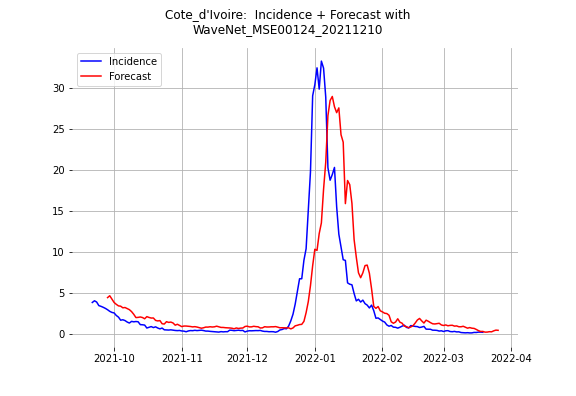 Cote_d'Ivoire:  Incidence + Forecast with
WaveNet_MSE00124_20211210
Incidence
Forecast
30
25
20
15
10
5
0
2021-10 2021-11 2021-12 2022-01 2022-02 2022-03 2022-04